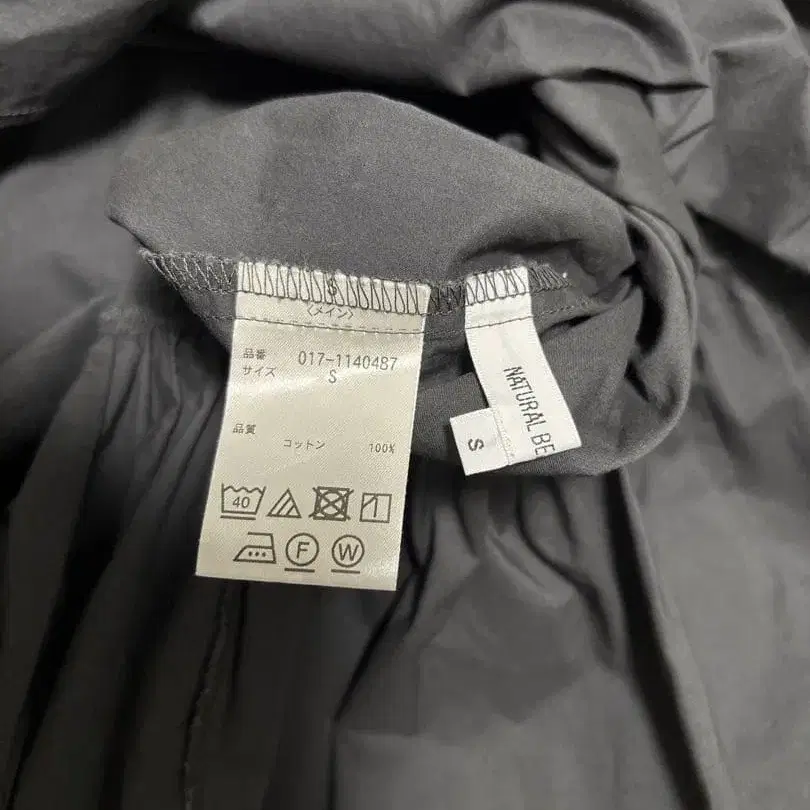 S
〈メイン〉
品番 017-1140487
サイズ S
品質
コットン 100%
40
F W
NATURAL BE
S